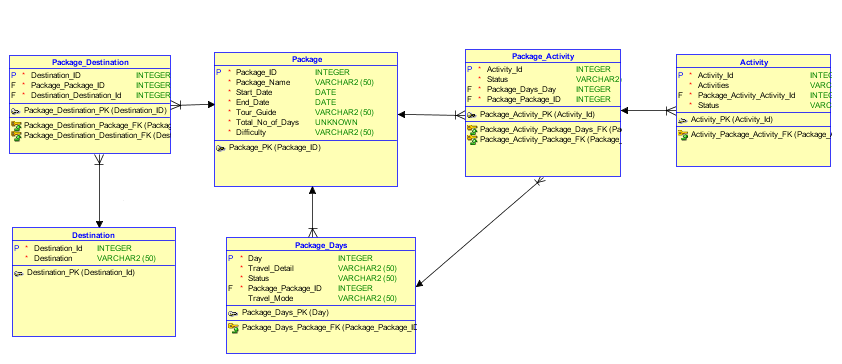 Package_Destination
P * Destination_ID INTEGER
F * Package_Package_ID INTEGER
F * Destination_Destination_Id INTEGER
Package_Destination_PK (Destination_ID)
Package_Destination_Package_FK (Packag
Package_Destination_Destination_FK (Des
Package
P * Package_ID INTEGER
* Package_Name VARCHAR2 (50)
* Start_Date DATE
* End_Date DATE
* Tour_Guide VARCHAR2 (50)
* Total_No_of_Days UNKNOWN
* Difficulty VARCHAR2 (50)
Package_PK (Package_ID)
Package_Activity
P * Activity_Id INTEGER
* Status VARCHAR2
F * Package_Days_Day INTEGER
F * Package_Package_ID INTEGER
Package_Activity_PK (Activity_Id)
Package_Activity_Package_Days_FK (Pa
Package_Activity_Package_FK (Package_
Activity
P * Activity_Id INTEG
* Activities VARC
F * Package_Activity_Activity_Id INTEG
* Status VARC
Activity_PK (Activity_Id)
Activity_Package_Activity_FK (Package_
Destination
P * Destination_Id INTEGER
* Destination VARCHAR2 (50)
Destination_PK (Destination_Id)
Package_Days
P * Day INTEGER
* Travel_Detail VARCHAR2 (50)
* Status VARCHAR2 (50)
F * Package_Package_ID INTEGER
Travel_Mode VARCHAR2 (50)
Package_Days_PK (Day)
Package_Days_Package_FK (Package_Package_ID